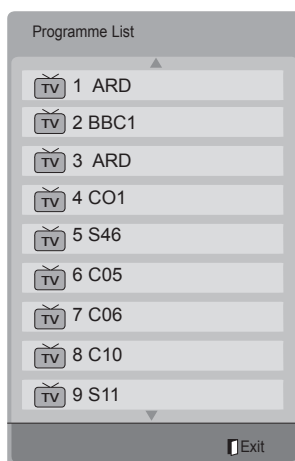 Programme List
TV 1 ARD
TV 2 BBC1
TV 3 ARD
TV 4 CO1
TV 5 S46
TV 6 C05
TV 7 C06
TV 8 C10
TV 9 S11
Exit